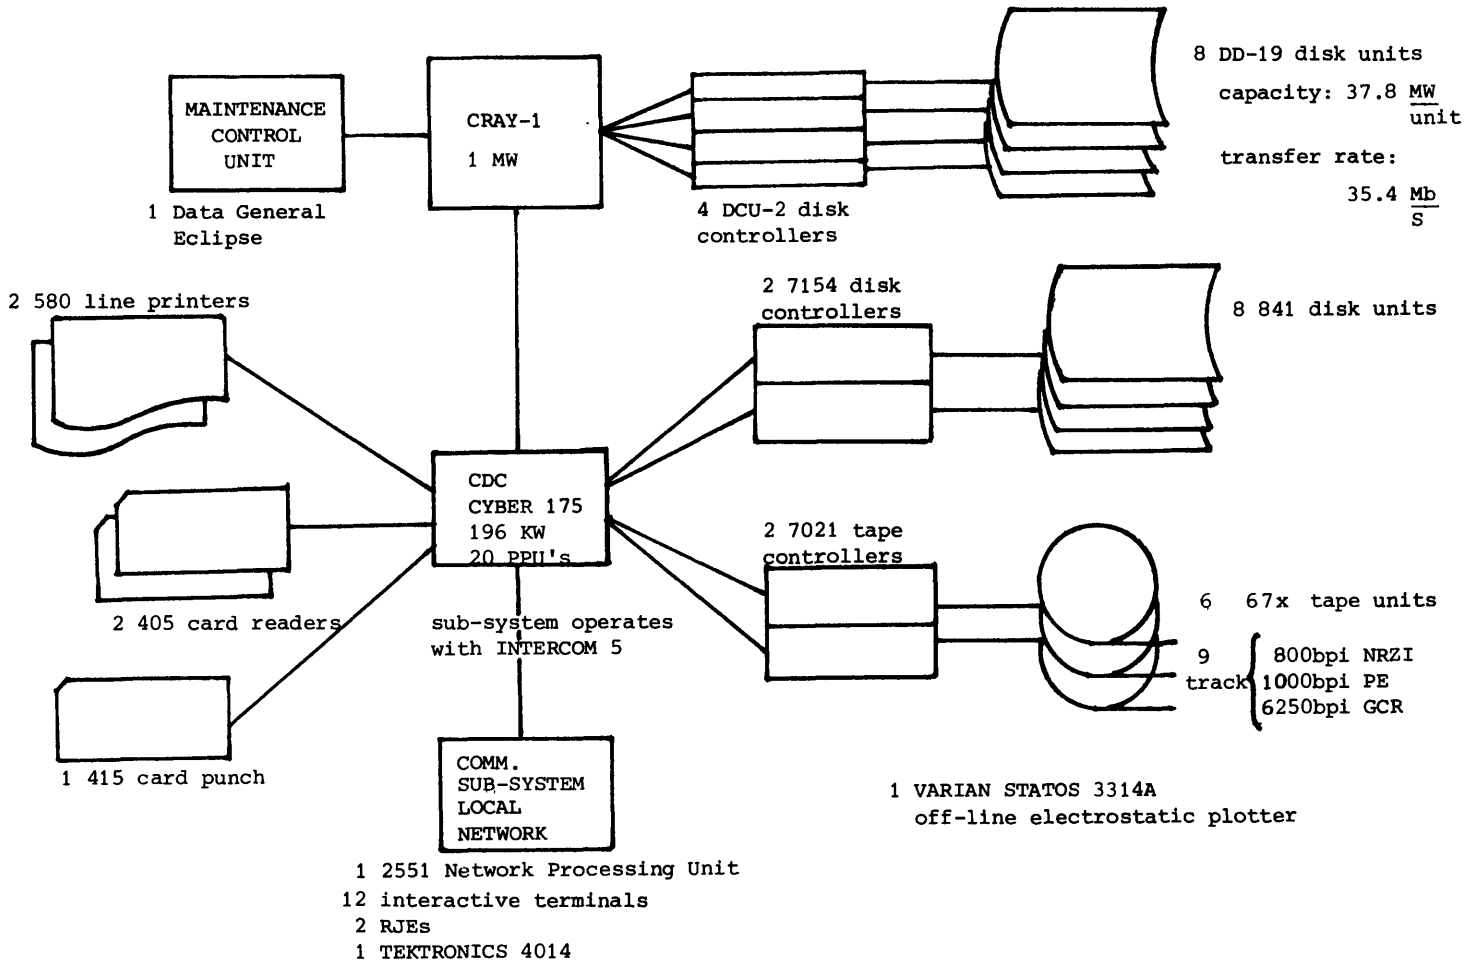 MAINTENANCE
CONTROL
UNIT
1 Data General
Eclipse
CRAY-1
1 MW
4 DCU-2 disk
controllers
8 DD-19 disk units
capacity: 37.8 MW
unit
transfer rate:
35.4 Mb
S
2 580 line printers
2 7154 disk
controllers
8 841 disk units
CDC
CYBER 175
196 KW
20 PPU's
2 405 card readers
sub-system operates
with INTERCOM 5
2 7021 tape
controllers
6 67x tape units
9
track
800bpi NRZI
1000bpi PE
6250bpi GCR
1 415 card punch
COMM.
SUB-SYSTEM
LOCAL
NETWORK
1 VARIAN STATOS 3314A
off-line electrostatic plotter
1 2551 Network Processing Unit
12 interactive terminals
2 RJEs
1 TEKTRONICS 4014